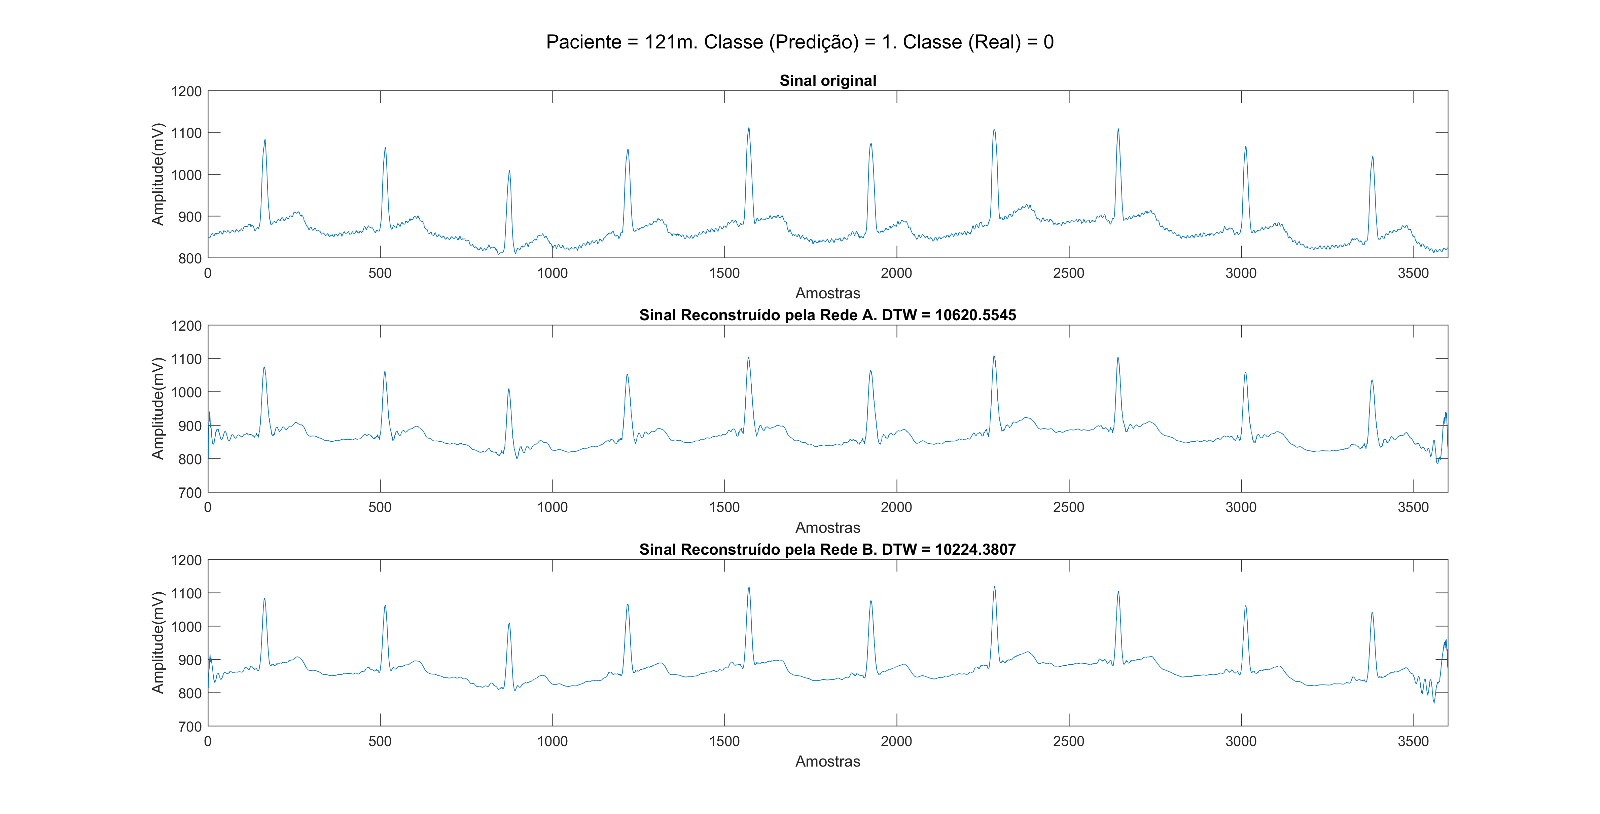 Paciente = 121m. Classe (Predição) = 1. Classe (Real) = 0
Sinal original
1200
1100
1000
900
800
Amplitude(mV)
0 500 1000 1500 2000 2500 3000 3500
Amostras
Sinal Reconstruído pela Rede A. DTW = 10620.5545
1200
1100
1000
900
800
700
Amplitude(mV)
0 500 1000 1500 2000 2500 3000 3500
Amostras
Sinal Reconstruído pela Rede B. DTW = 10224.3807
1200
1100
1000
900
800
700
Amplitude(mV)
0 500 1000 1500 2000 2500 3000 3500
Amostras